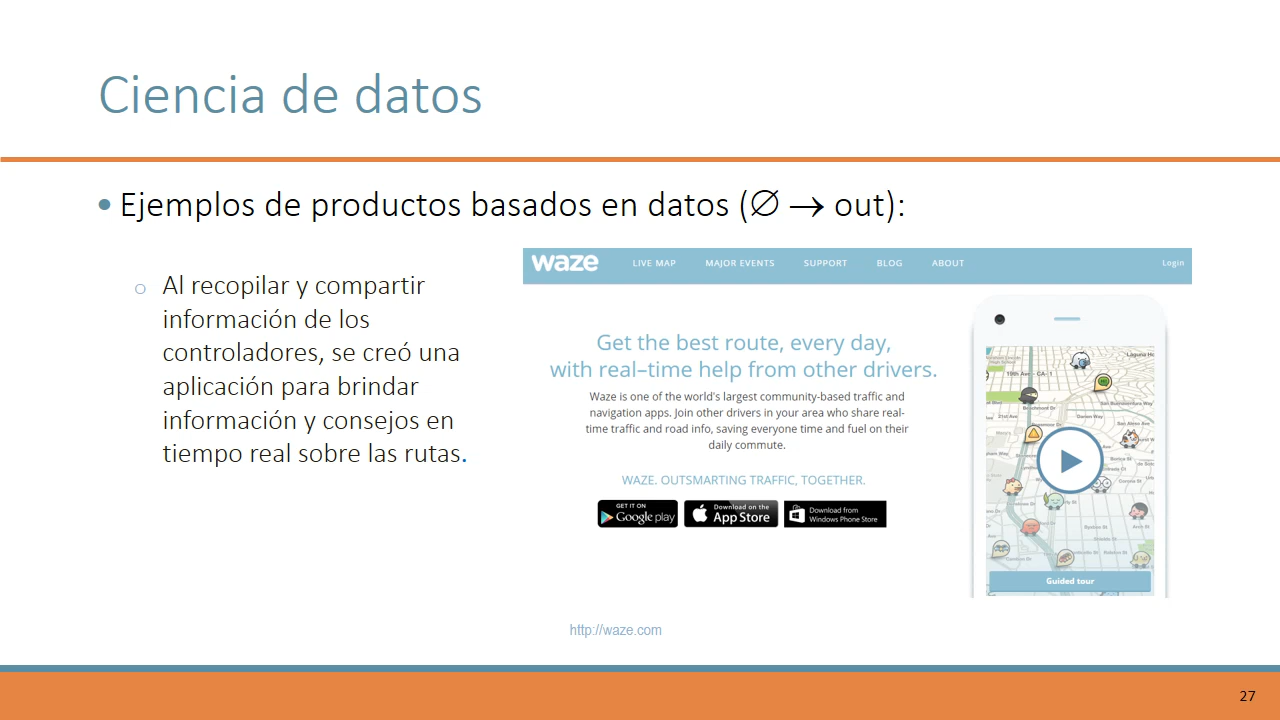 Ciencia de datos
• Ejemplos de productos basados en datos (∅ → out):
o Al recopilar y compartir
información de los
controladores, se creó una
aplicación para brindar
información y consejos en
tiempo real sobre las rutas.
waze LIVE MAP MAJOR EVENTS SUPPORT BLOG ABOUT Login
Get the best route, every day,
with real–time help from other drivers.
Waze is one of the world's largest community-based traffic and
navigation apps. Join other drivers in your area who share real-
time traffic and road info, saving everyone time and fuel on their
daily commute.
WAZE. OUTSMARTING TRAFFIC, TOGETHER.
GET IT ON
Google play
Download on the
App Store
Download from
Windows Phone Store
19th Ave - CA- 1
Guided tour
http://waze.com
27